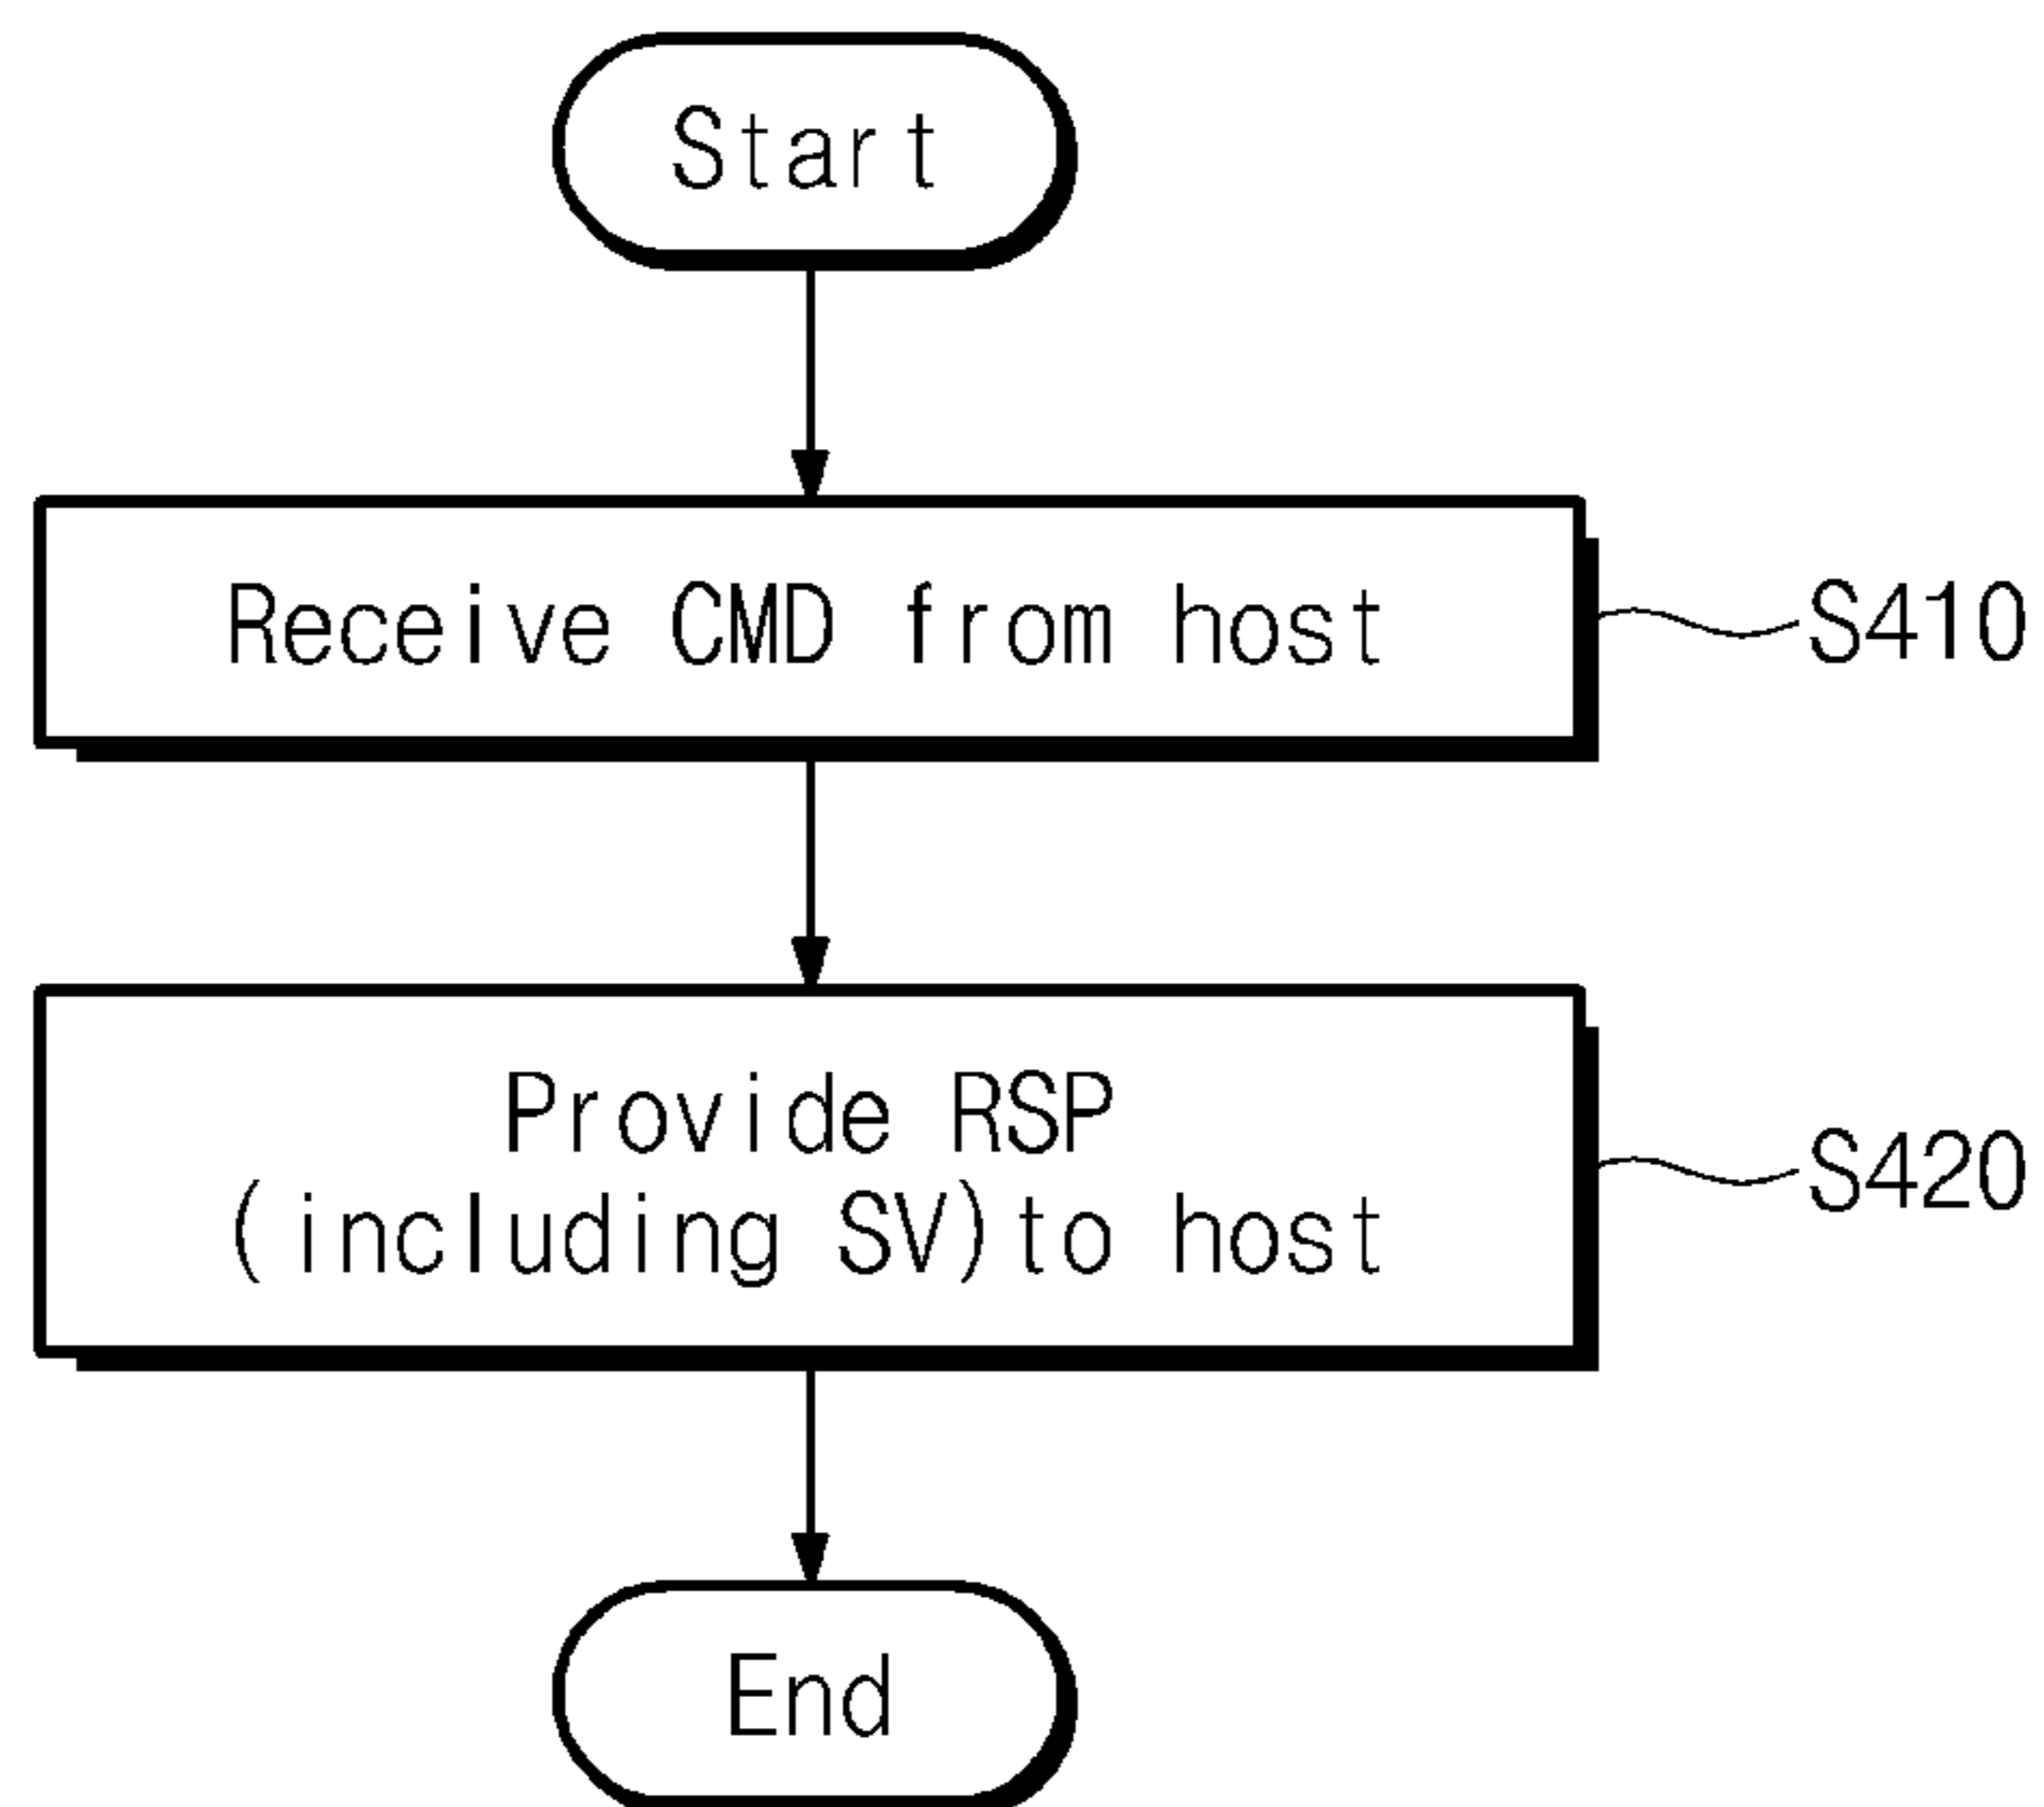 Start
Receive CMD from host
S410
Provide RSP
(including SV)to host
S420
End